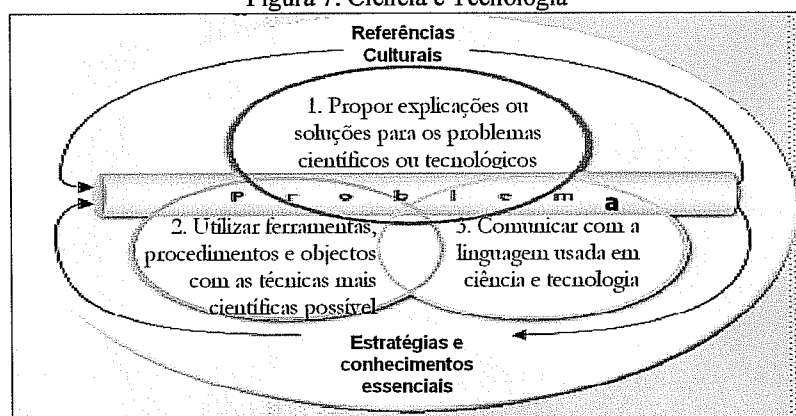 Figura 7. Ciência e Tecnologia
Referências
Culturais
1. Propor explicações ou
soluções para os problemas
científicos ou tecnológicos
P r o b l e m a
2. Utilizar ferramentas,
procedimentos e objectos
com as técnicas mais
científicas possível
3. Comunicar com a
linguagem usada em
ciência e tecnologia
Estratégias e
conhecimentos
essenciais